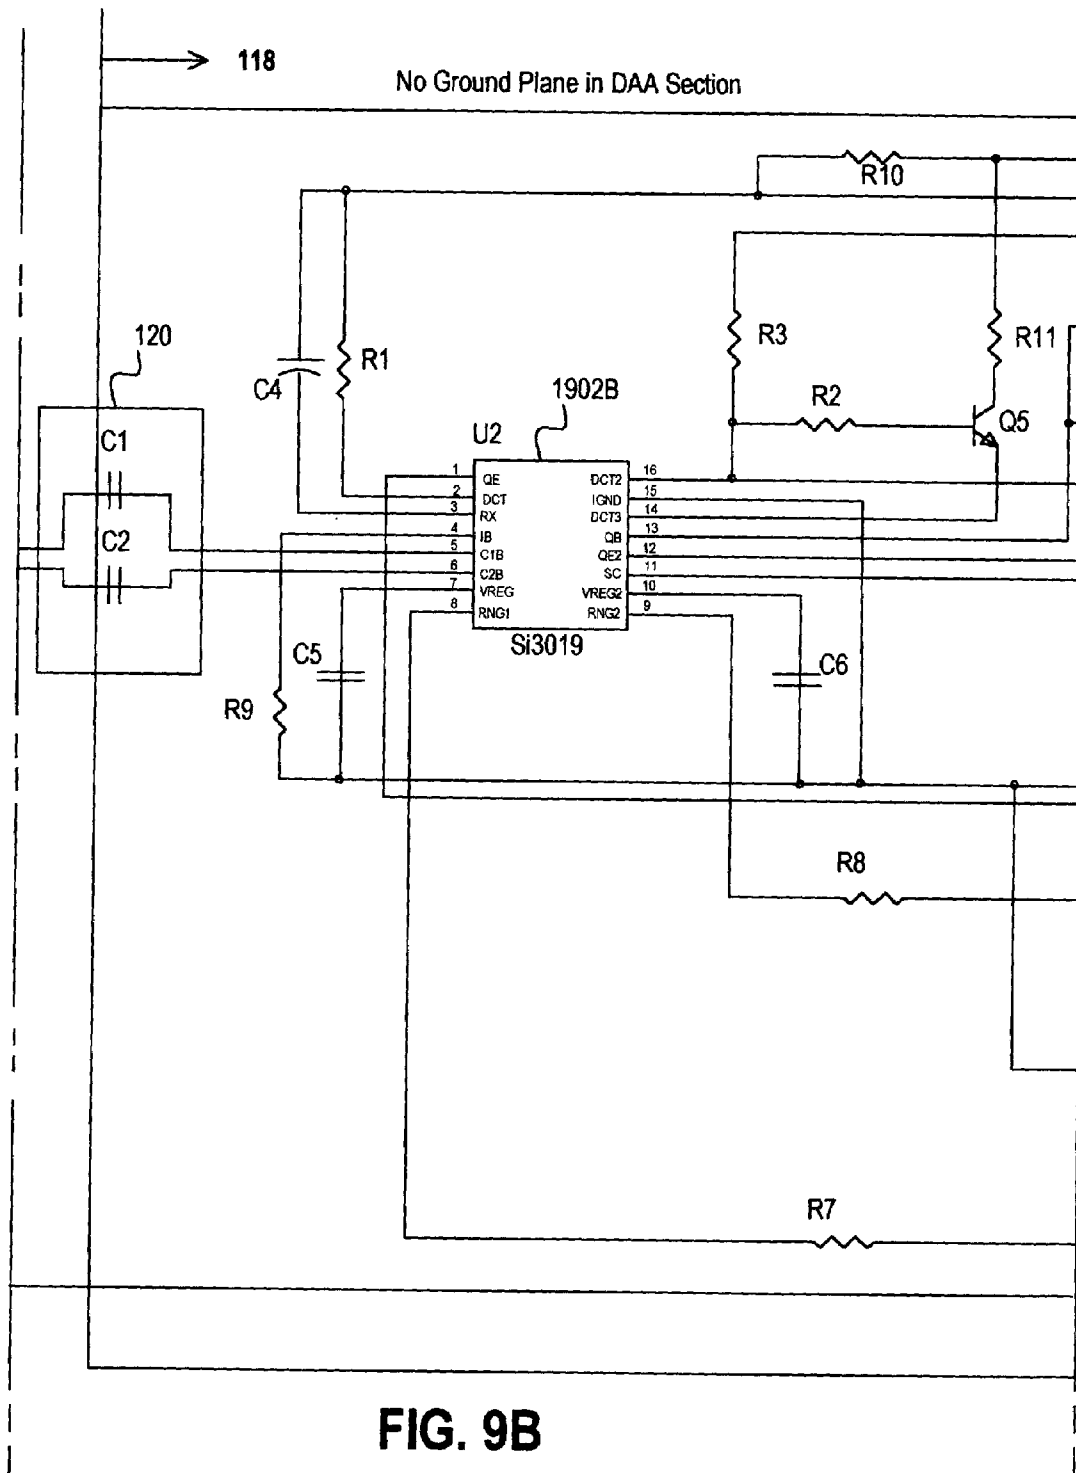 118
No Ground Plane in DAA Section
R10
120
C4
R1
R3
R11
1902B
R2
Q5
C1
U2
C2
1 QE DCT2 16
2 DCT IGND 15
3 RX DCT3 14
4 IB QB 13
5 C1B QE2 12
6 C2B SC 11
7 VREG VREG2 10
8 RNG1 RNG2 9
Si3019
C5
C6
R9
R8
R7
FIG. 9B